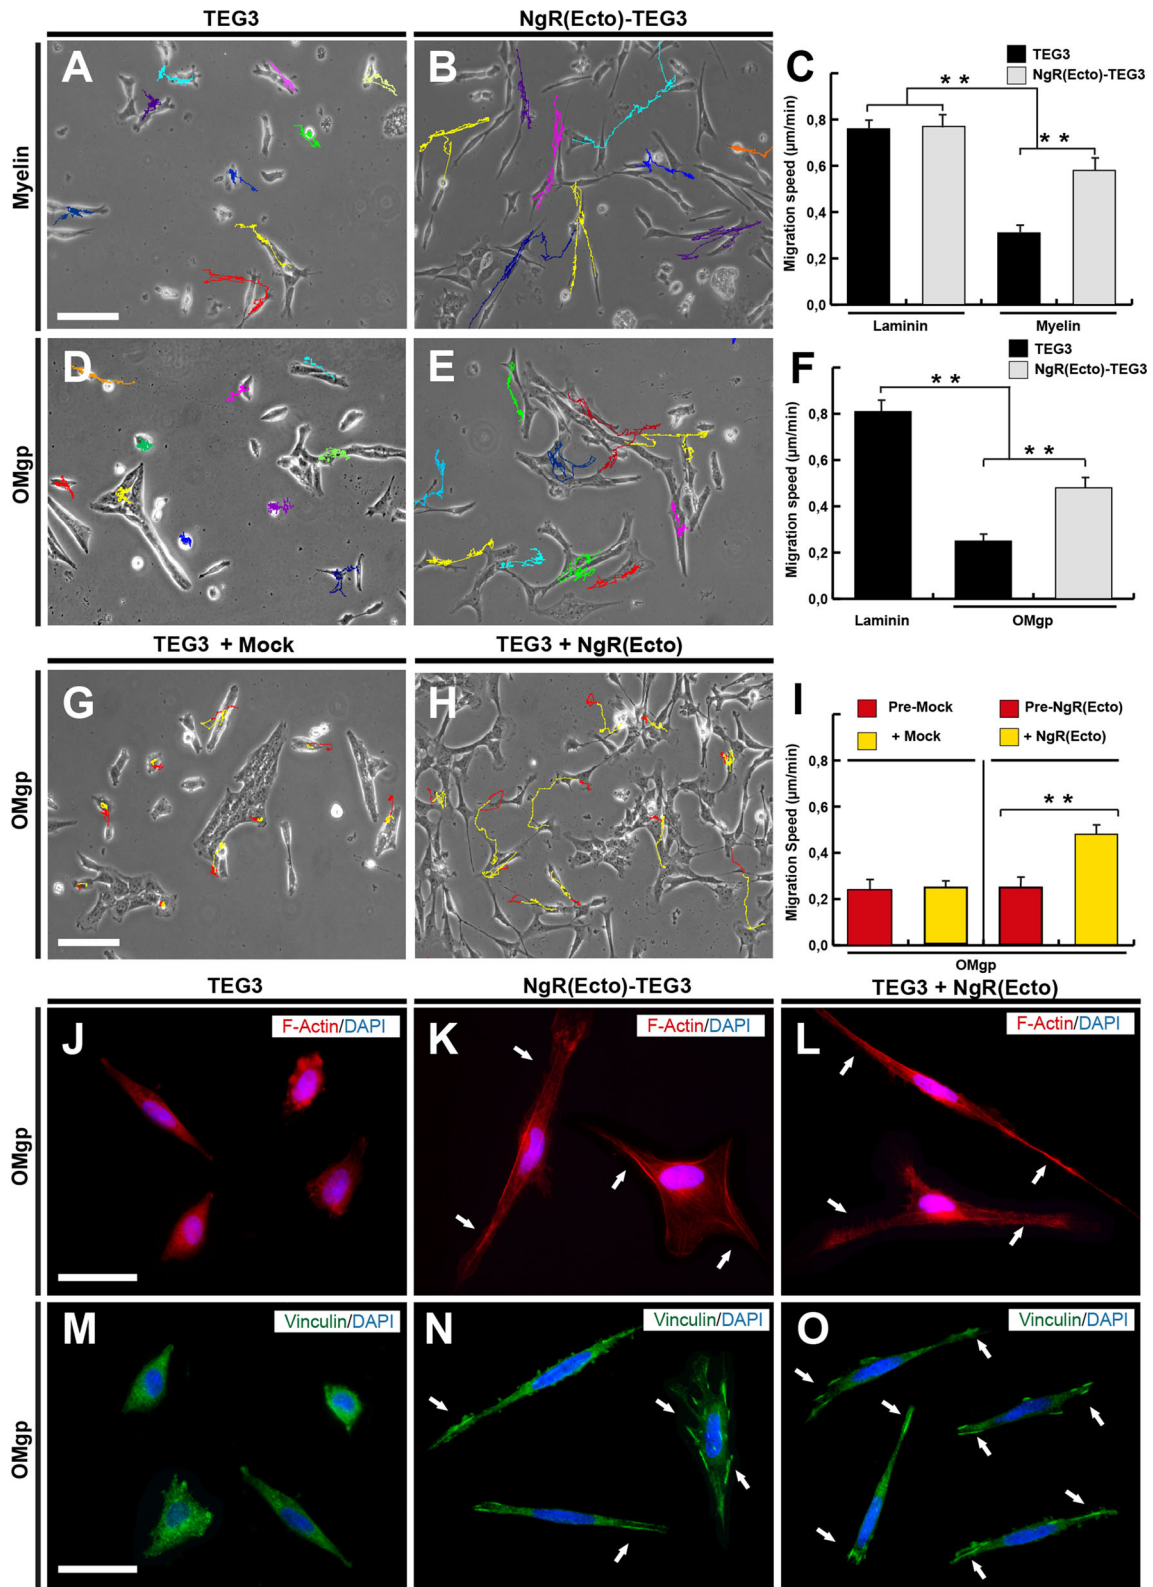 TEG3
NgR(Ecto)-TEG3
Myelin
A
B
C
TEG3
NgR(Ecto)-TEG3
Migration speed (µm/min)
0,8
0,6
0,4
0,2
0,0
* *
* *
Laminin
Myelin
OMgp
D
E
F
TEG3
NgR(Ecto)-TEG3
Migration speed (µm/min)
0,8
0,6
0,4
0,2
0,0
* *
* *
Laminin
OMgp
TEG3 + Mock
TEG3 + NgR(Ecto)
OMgp
G
H
I
Pre-Mock
Pre-NgR(Ecto)
+ Mock
+ NgR(Ecto)
Migration Speed (µm/min)
0,8
0,8
0,6
0,4
0,2
0,0
* *
OMgp
TEG3
NgR(Ecto)-TEG3
TEG3 + NgR(Ecto)
OMgp
J
F-Actin/DAPI
K
F-Actin/DAPI
L
F-Actin/DAPI
OMgp
M
Vinculin/DAPI
N
Vinculin/DAPI
O
Vinculin/DAPI